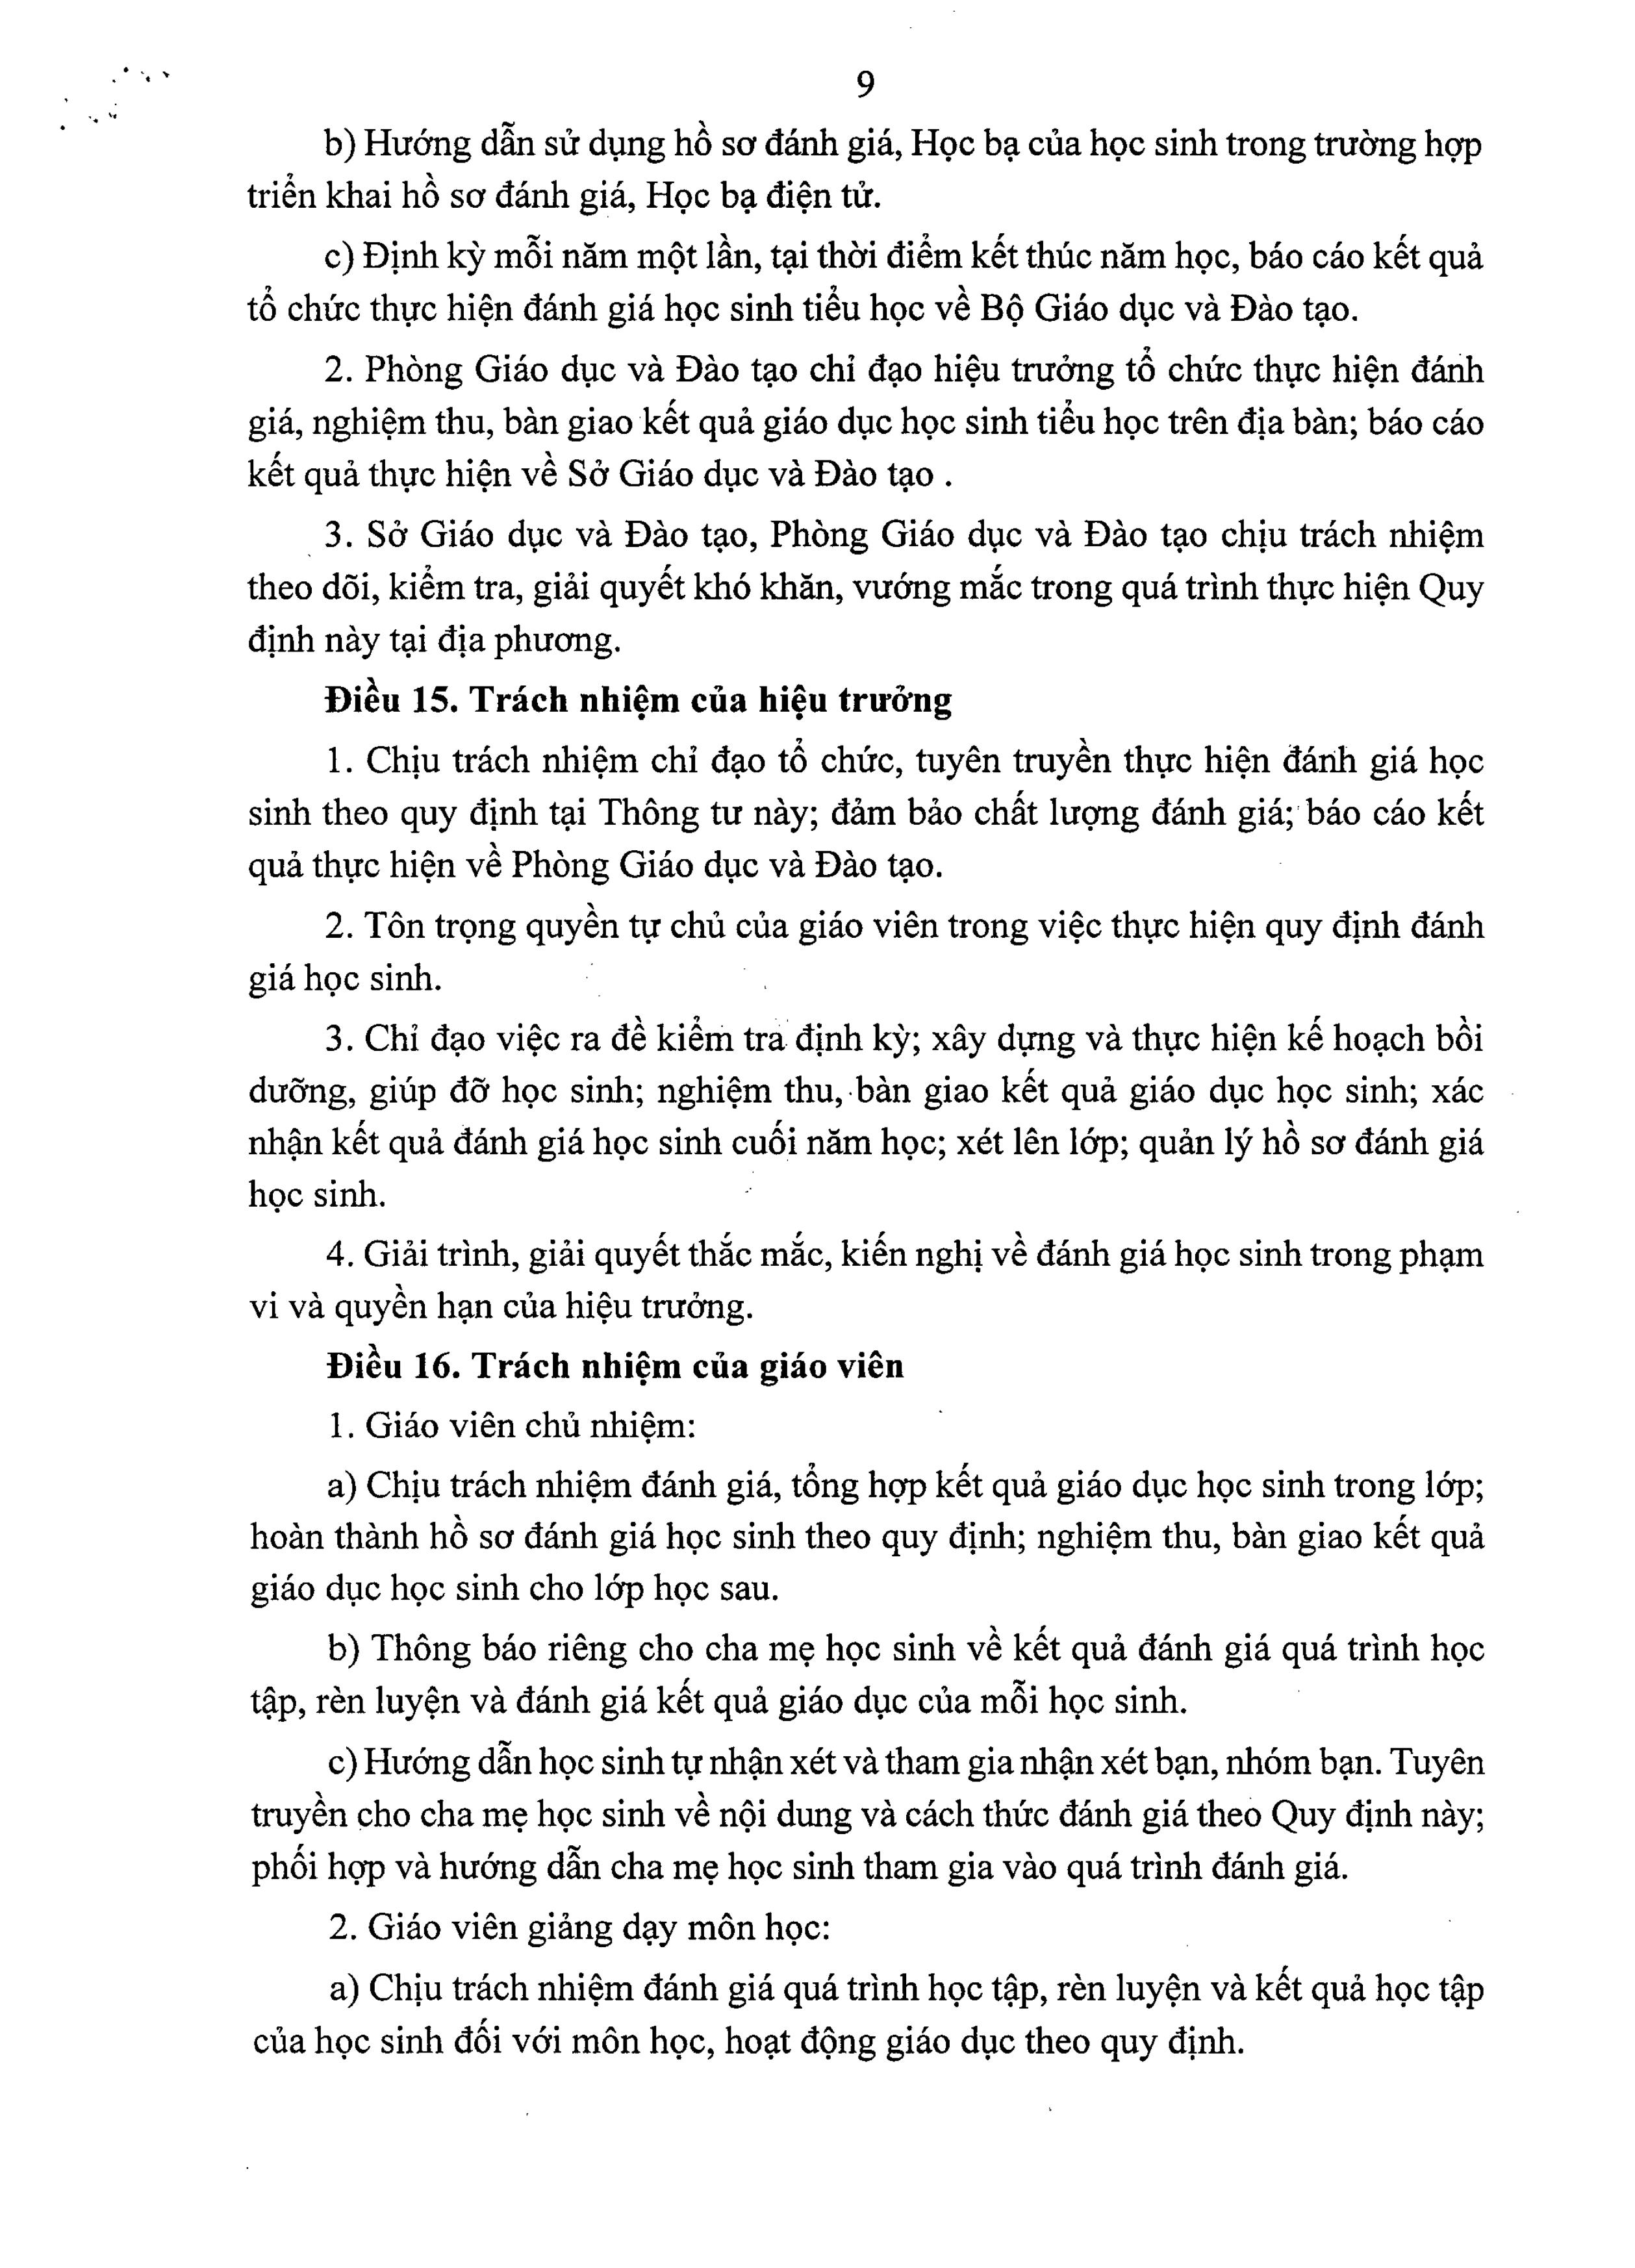 9
b) Hướng dẫn sử dụng hồ sơ đánh giá, Học bạ của học sinh trong trường hợp
triển khai hồ sơ đánh giá, Học bạ điện tử.
c) Định kỳ mỗi năm một lần, tại thời điểm kết thúc năm học, báo cáo kết quả
tổ chức thực hiện đánh giá học sinh tiểu học về Bộ Giáo dục và Đào tạo.
2. Phòng Giáo dục và Đào tạo chỉ đạo hiệu trưởng tổ chức thực hiện đánh
giá, nghiệm thu, bàn giao kết quả giáo dục học sinh tiểu học trên địa bàn; báo cáo
kết quả thực hiện về Sở Giáo dục và Đào tạo .
3. Sở Giáo dục và Đào tạo, Phòng Giáo dục và Đào tạo chịu trách nhiệm
theo dõi, kiểm tra, giải quyết khó khăn, vướng mắc trong quá trình thực hiện Quy
định này tại địa phương.
Điều 15. Trách nhiệm của hiệu trưởng
1. Chịu trách nhiệm chỉ đạo tổ chức, tuyên truyền thực hiện đánh giá học
sinh theo quy định tại Thông tư này; đảm bảo chất lượng đánh giá; báo cáo kết
quả thực hiện về Phòng Giáo dục và Đào tạo.
2. Tôn trọng quyền tự chủ của giáo viên trong việc thực hiện quy định đánh
giá học sinh.
3. Chỉ đạo việc ra đề kiểm tra định kỳ; xây dựng và thực hiện kế hoạch bồi
dưỡng, giúp đỡ học sinh; nghiệm thu, bàn giao kết quả giáo dục học sinh; xác
nhận kết quả đánh giá học sinh cuối năm học; xét lên lớp; quản lý hồ sơ đánh giá
học sinh.
4. Giải trình, giải quyết thắc mắc, kiến nghị về đánh giá học sinh trong phạm
vi và quyền hạn của hiệu trưởng.
Điều 16. Trách nhiệm của giáo viên
1. Giáo viên chủ nhiệm:
a) Chịu trách nhiệm đánh giá, tổng hợp kết quả giáo dục học sinh trong lớp;
hoàn thành hồ sơ đánh giá học sinh theo quy định; nghiệm thu, bàn giao kết quả
giáo dục học sinh cho lớp học sau.
b) Thông báo riêng cho cha mẹ học sinh về kết quả đánh giá quá trình học
tập, rèn luyện và đánh giá kết quả giáo dục của mỗi học sinh.
c) Hướng dẫn học sinh tự nhận xét và tham gia nhận xét bạn, nhóm bạn. Tuyên
truyền cho cha mẹ học sinh về nội dung và cách thức đánh giá theo Quy định này;
phối hợp và hướng dẫn cha mẹ học sinh tham gia vào quá trình đánh giá.
2. Giáo viên giảng dạy môn học:
a) Chịu trách nhiệm đánh giá quá trình học tập, rèn luyện và kết quả học tập
của học sinh đối với môn học, hoạt động giáo dục theo quy định.